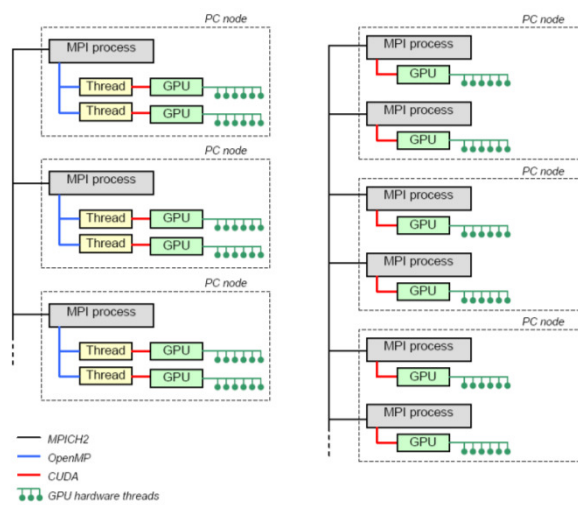 PC node
MPI process
Thread GPU
Thread GPU
PC node
MPI process
Thread GPU
Thread GPU
PC node
MPI process
Thread GPU
Thread GPU
MPICH2
OpenMP
CUDA
GPU hardware threads
PC node
MPI process
GPU
MPI process
GPU
PC node
MPI process
GPU
MPI process
GPU
PC node
MPI process
GPU
MPI process
GPU